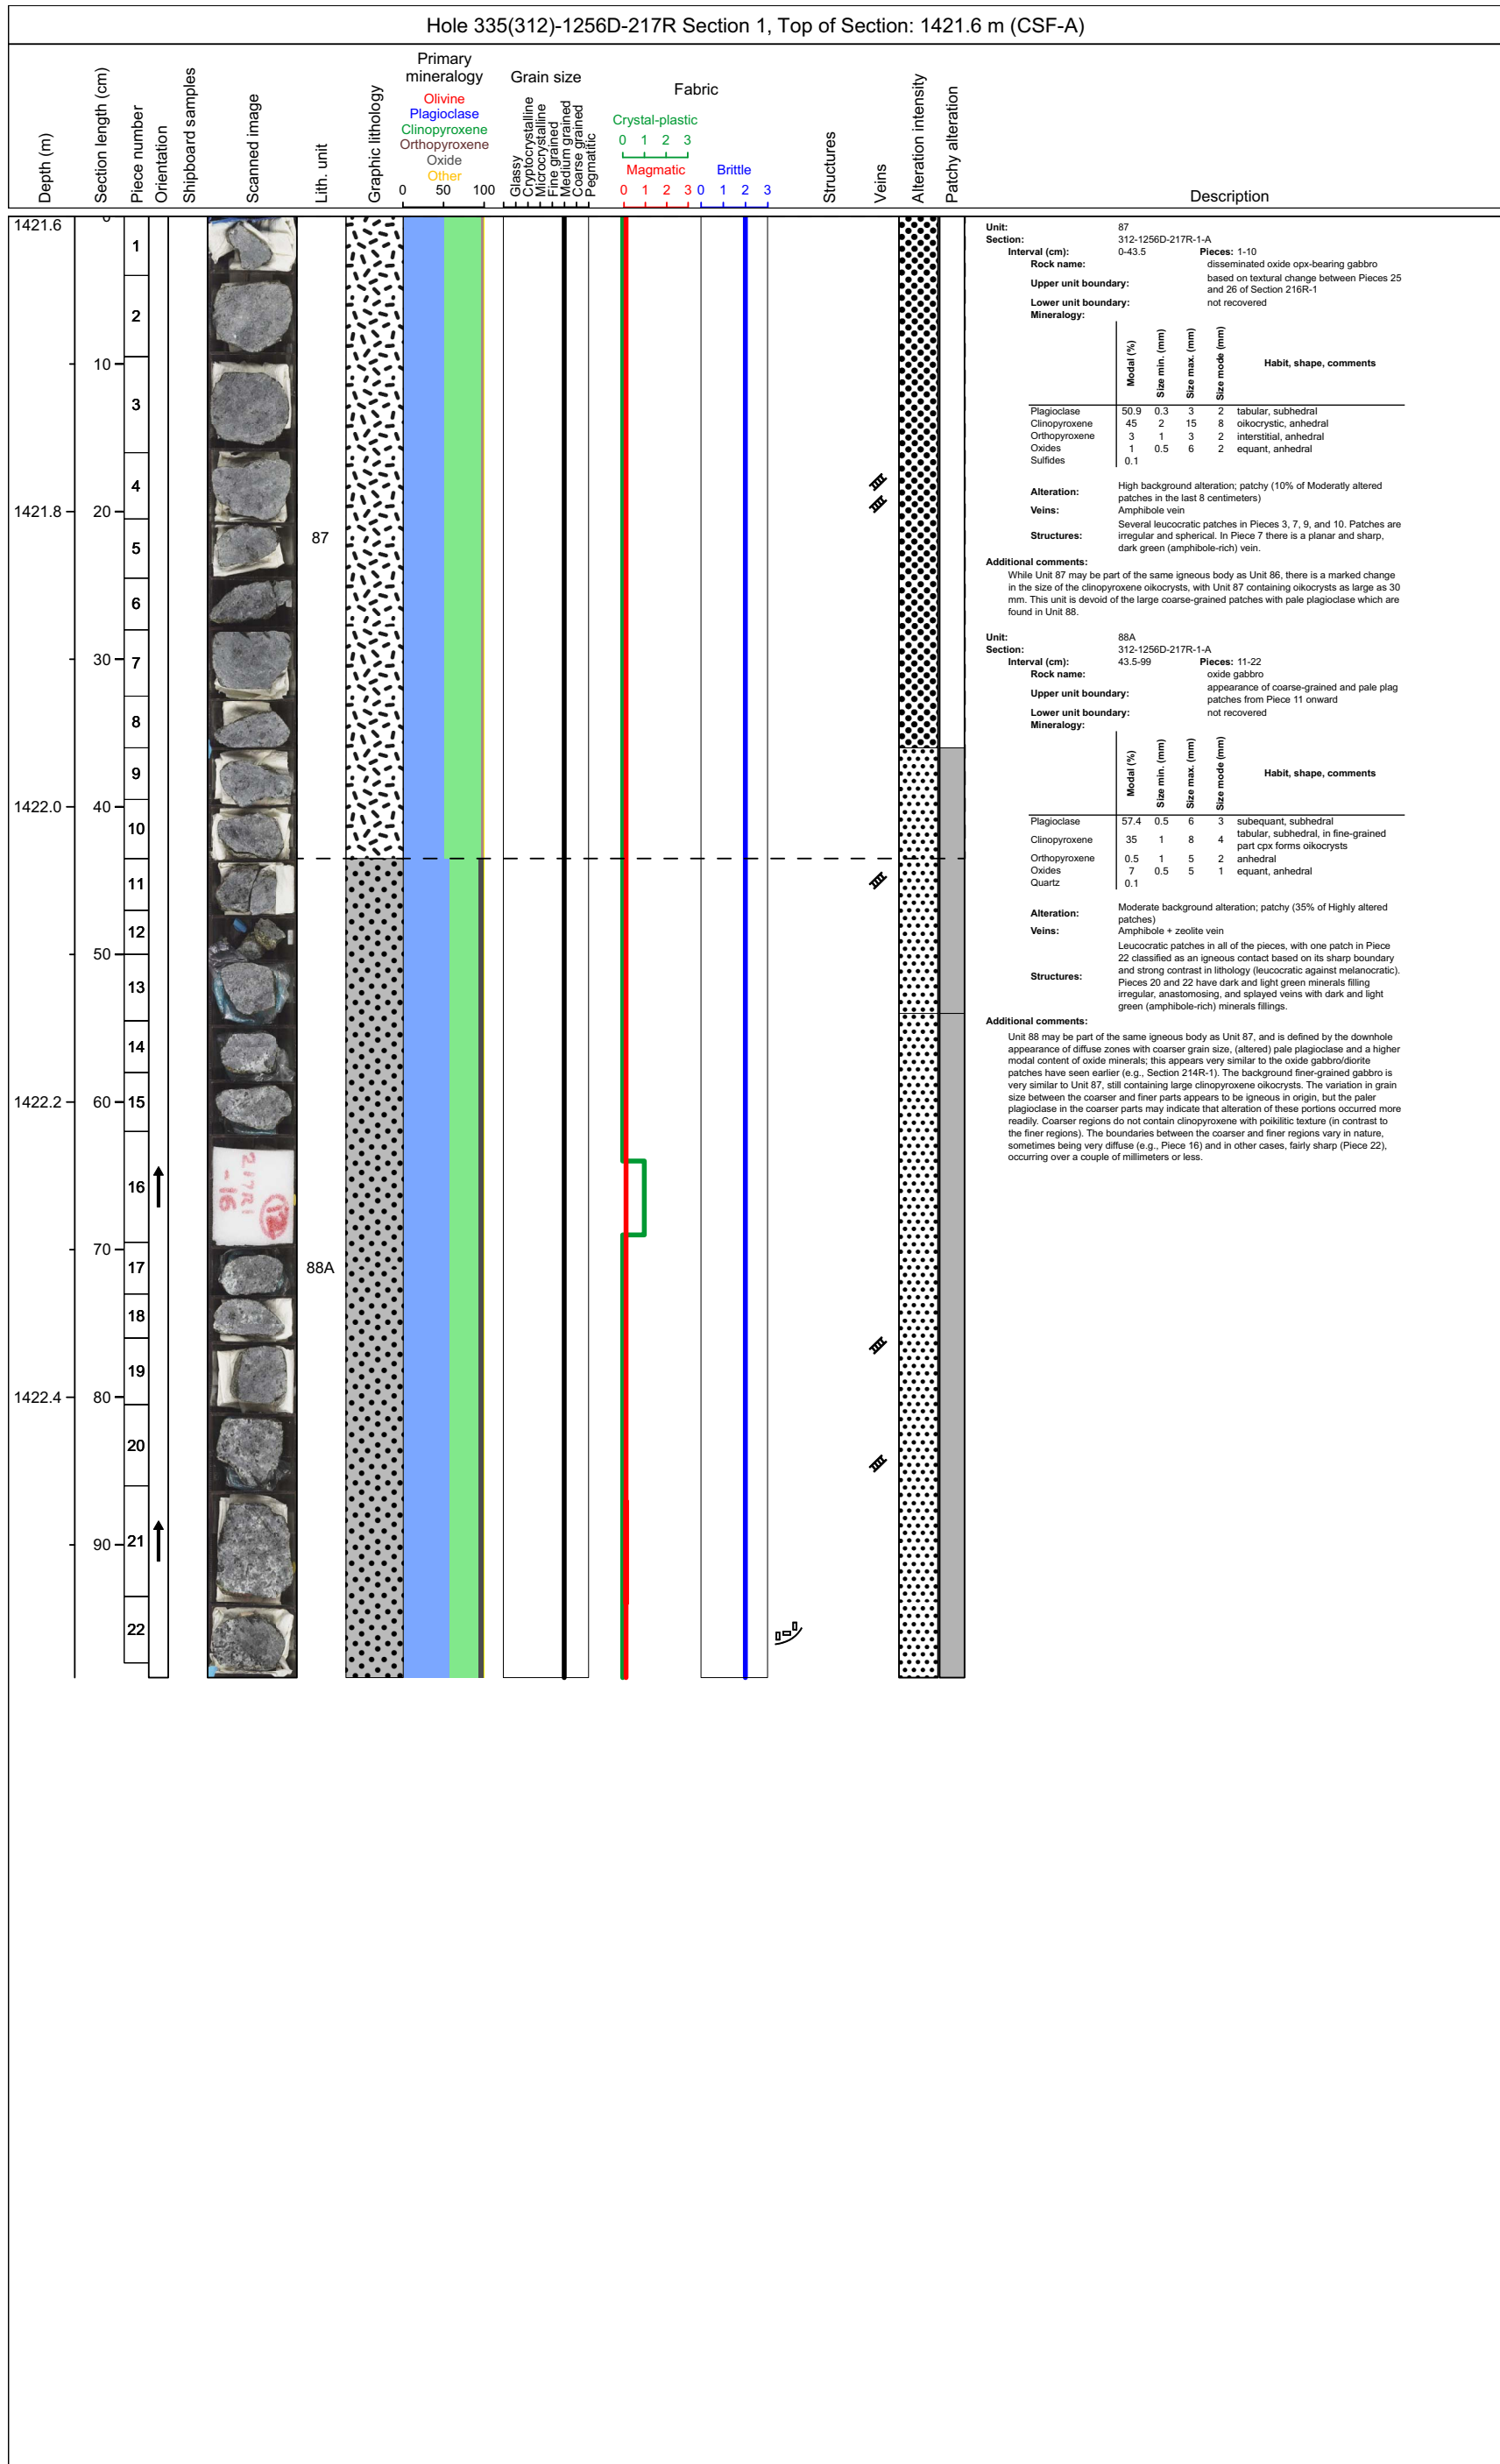 Hole 335(312)-1256D-217R Section 1, Top of Section: 1421.6 m (CSF-A)
Depth (m)
Section length (cm)
Piece number
Orientation
Shipboard samples
Scanned image
Lith. unit
Graphic lithology
Primary
mineralogy
Olivine
Plagioclase
Clinopyroxene
Orthopyroxene
Oxide
Other
0 50 100
Grain size
Glassy
Cryptocrystalline
Microcrystalline
Fine grained
Medium grained
Coarse grained
Pegmatitic
Fabric
Crystal-plastic
0 1 2 3
Magmatic
0 1 2 3
Brittle
0 1 2 3
Structures
Veins
Alteration intensity
Patchy alteration
Description
1421.6
1421.8
1422.0
1422.2
1422.4
0
10
20
30
40
50
60
70
80
90
1
2
3
4
5
6
7
8
9
10
11
12
13
14
15
16
17
18
19
20
21
22
217R1
-16
87
88A
Unit: 87
Section: 312-1256D-217R-1-A
Interval (cm): 0-43.5 Pieces: 1-10
Rock name: disseminated oxide opx-bearing gabbro
Upper unit boundary: based on textural change between Pieces 25
and 26 of Section 216R-1
Lower unit boundary: not recovered
Mineralogy:
Modal (%) Size min. (mm) Size max. (mm) Size mode (mm) Habit, shape, comments
Plagioclase 50.9 0.3 3 2 tabular, subhedral
Clinopyroxene 45 2 15 8 oikocrystic, anhedral
Orthopyroxene 3 1 3 2 interstitial, anhedral
Oxides 1 0.5 6 2 equant, anhedral
Sulfides 0.1
Alteration: High background alteration; patchy (10% of Moderatly altered
patches in the last 8 centimeters)
Veins: Amphibole vein
Structures: Several leucocratic patches in Pieces 3, 7, 9, and 10. Patches are
irregular and spherical. In Piece 7 there is a planar and sharp,
dark green (amphibole-rich) vein.
Additional comments:
While Unit 87 may be part of the same igneous body as Unit 86, there is a marked change
in the size of the clinopyroxene oikocrysts, with Unit 87 containing oikocrysts as large as 30
mm. This unit is devoid of the large coarse-grained patches with pale plagioclase which are
found in Unit 88.
Unit: 88A
Section: 312-1256D-217R-1-A
Interval (cm): 43.5-99 Pieces: 11-22
Rock name: oxide gabbro
Upper unit boundary: appearance of coarse-grained and pale plag
patches from Piece 11 onward
Lower unit boundary: not recovered
Mineralogy:
Modal (%) Size min. (mm) Size max. (mm) Size mode (mm) Habit, shape, comments
Plagioclase 57.4 0.5 6 3 subequant, subhedral
Clinopyroxene 35 1 8 4 tabular, subhedral, in fine-grained
part cpx forms oikocrysts
Orthopyroxene 0.5 1 5 2 anhedral
Oxides 7 0.5 5 1 equant, anhedral
Quartz 0.1
Alteration: Moderate background alteration; patchy (35% of Highly altered
patches)
Veins: Amphibole + zeolite vein
Structures: Leucocratic patches in all of the pieces, with one patch in Piece
22 classified as an igneous contact based on its sharp boundary
and strong contrast in lithology (leucocratic against melanocratic).
Pieces 20 and 22 have dark and light green minerals filling
irregular, anastomosing, and splayed veins with dark and light
green (amphibole-rich) minerals fillings.
Additional comments:
Unit 88 may be part of the same igneous body as Unit 87, and is defined by the downhole
appearance of diffuse zones with coarser grain size, (altered) pale plagioclase and a higher
modal content of oxide minerals; this appears very similar to the oxide gabbro/diorite
patches have seen earlier (e.g., Section 214R-1). The background finer-grained gabbro is
very similar to Unit 87, still containing large clinopyroxene oikocrysts. The variation in grain
size between the coarser and finer parts appears to be igneous in origin, but the paler
plagioclase in the coarser parts may indicate that alteration of these portions occurred more
readily. Coarser regions do not contain clinopyroxene with poikilitic texture (in contrast to
the finer regions). The boundaries between the coarser and finer regions vary in nature,
sometimes being very diffuse (e.g., Piece 16) and in other cases, fairly sharp (Piece 22),
occurring over a couple of millimeters or less.